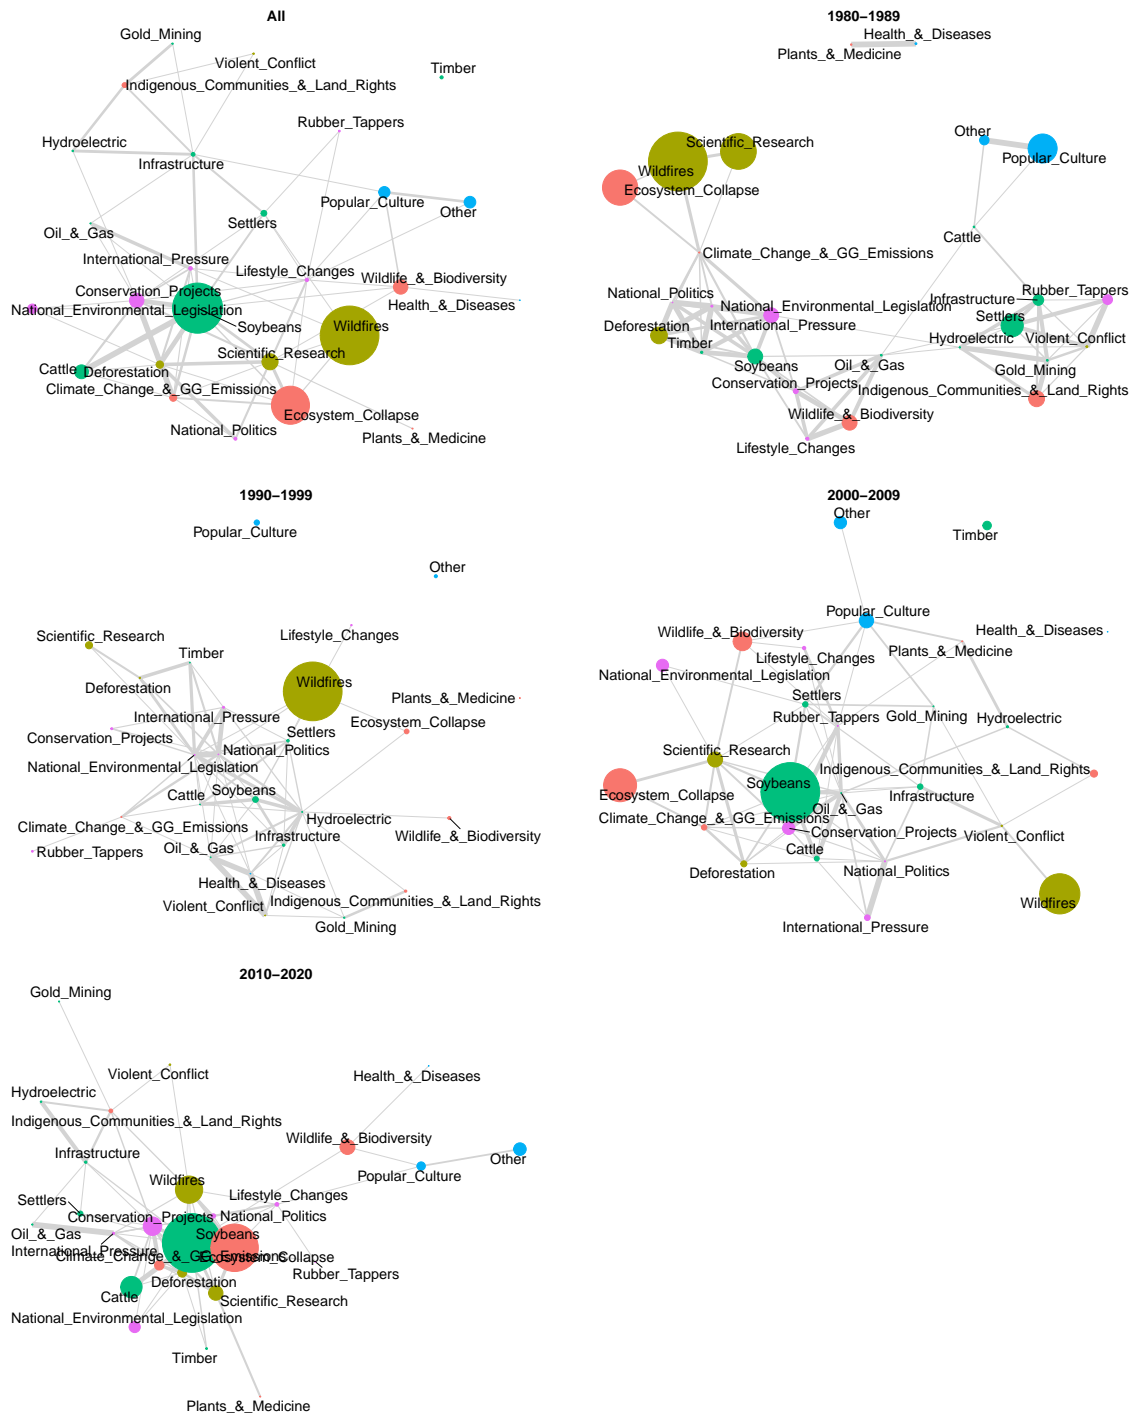 All
Gold_Mining
Violent_Conflict
Timber
Indigenous_Communities_&_Land_Rights
Rubber_Tappers
Hydroelectric
Infrastructure
Popular_Culture
Other
Settlers
Oil_&_Gas
International_Pressure
Lifestyle_Changes
Wildlife_&_Biodiversity
Conservation_Projects
Health_&_Diseases
National_Environmental_Legislation
Soybeans
Wildfires
Scientific_Research
Cattle
Deforestation
Climate_Change_&_GG_Emissions
Ecosystem_Collapse
National_Politics
Plants_&_Medicine
1980–1989
Health_&_Diseases
Plants_&_Medicine
Other
Scientific_Research
Popular_Culture
Wildfires
Ecosystem_Collapse
Cattle
Climate_Change_&_GG_Emissions
Rubber_Tappers
National_Politics
Infrastructure
National_Environmental_Legislation
Settlers
Deforestation
International_Pressure
Timber
Hydroelectric
Violent_Conflict
Soybeans
Oil_&_Gas
Gold_Mining
Conservation_Projects
Indigenous_Communities_&_Land_Rights
Wildlife_&_Biodiversity
Lifestyle_Changes
1990–1999
Popular_Culture
Other
Scientific_Research
Lifestyle_Changes
Timber
Wildfires
Deforestation
Plants_&_Medicine
International_Pressure
Ecosystem_Collapse
Settlers
Conservation_Projects
National_Politics
National_Environmental_Legislation
Cattle
Soybeans
Hydroelectric
Climate_Change_&_GG_Emissions
Infrastructure
Wildlife_&_Biodiversity
Rubber_Tappers
Oil_&_Gas
Health_&_Diseases
Indigenous_Communities_&_Land_Rights
Violent_Conflict
Gold_Mining
2000–2009
Other
Timber
Popular_Culture
Wildlife_&_Biodiversity
Health_&_Diseases
Plants_&_Medicine
Lifestyle_Changes
National_Environmental_Legislation
Settlers
Rubber_Tappers
Gold_Mining
Hydroelectric
Scientific_Research
Indigenous_Communities_&_Land_Rights
Soybeans
Ecosystem_Collapse
Infrastructure
Oil_&_Gas
Climate_Change_&_GG_Emissions
Conservation_Projects
Violent_Conflict
Cattle
Deforestation
National_Politics
Wildfires
International_Pressure
2010–2020
Gold_Mining
Violent_Conflict
Health_&_Diseases
Hydroelectric
Indigenous_Communities_&_Land_Rights
Wildlife_&_Biodiversity
Infrastructure
Other
Popular_Culture
Wildfires
Lifestyle_Changes
Settlers
Conservation_Projects
National_Politics
Oil_&_Gas
Soybeans
International_Pressure
Climate_Change_&_GG_Emissions
Ecosystem_Collapse
Rubber_Tappers
Deforestation
Cattle
Scientific_Research
National_Environmental_Legislation
Timber
Plants_&_Medicine